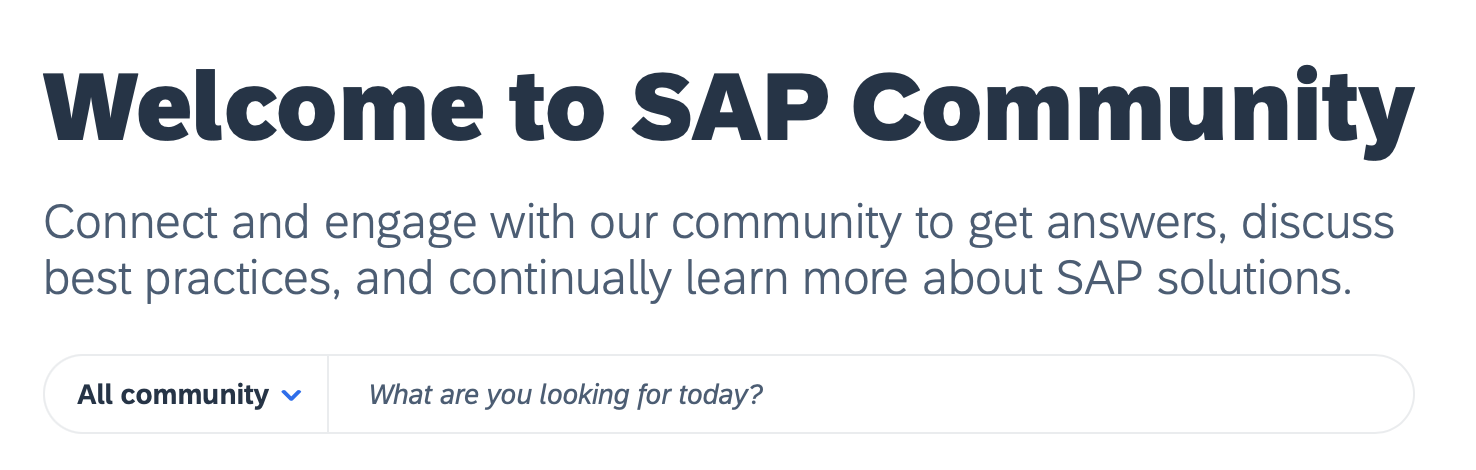 Welcome to SAP Community
Connect and engage with our community to get answers, discuss
best practices, and continually learn more about SAP solutions.
All community
What are you looking for today?